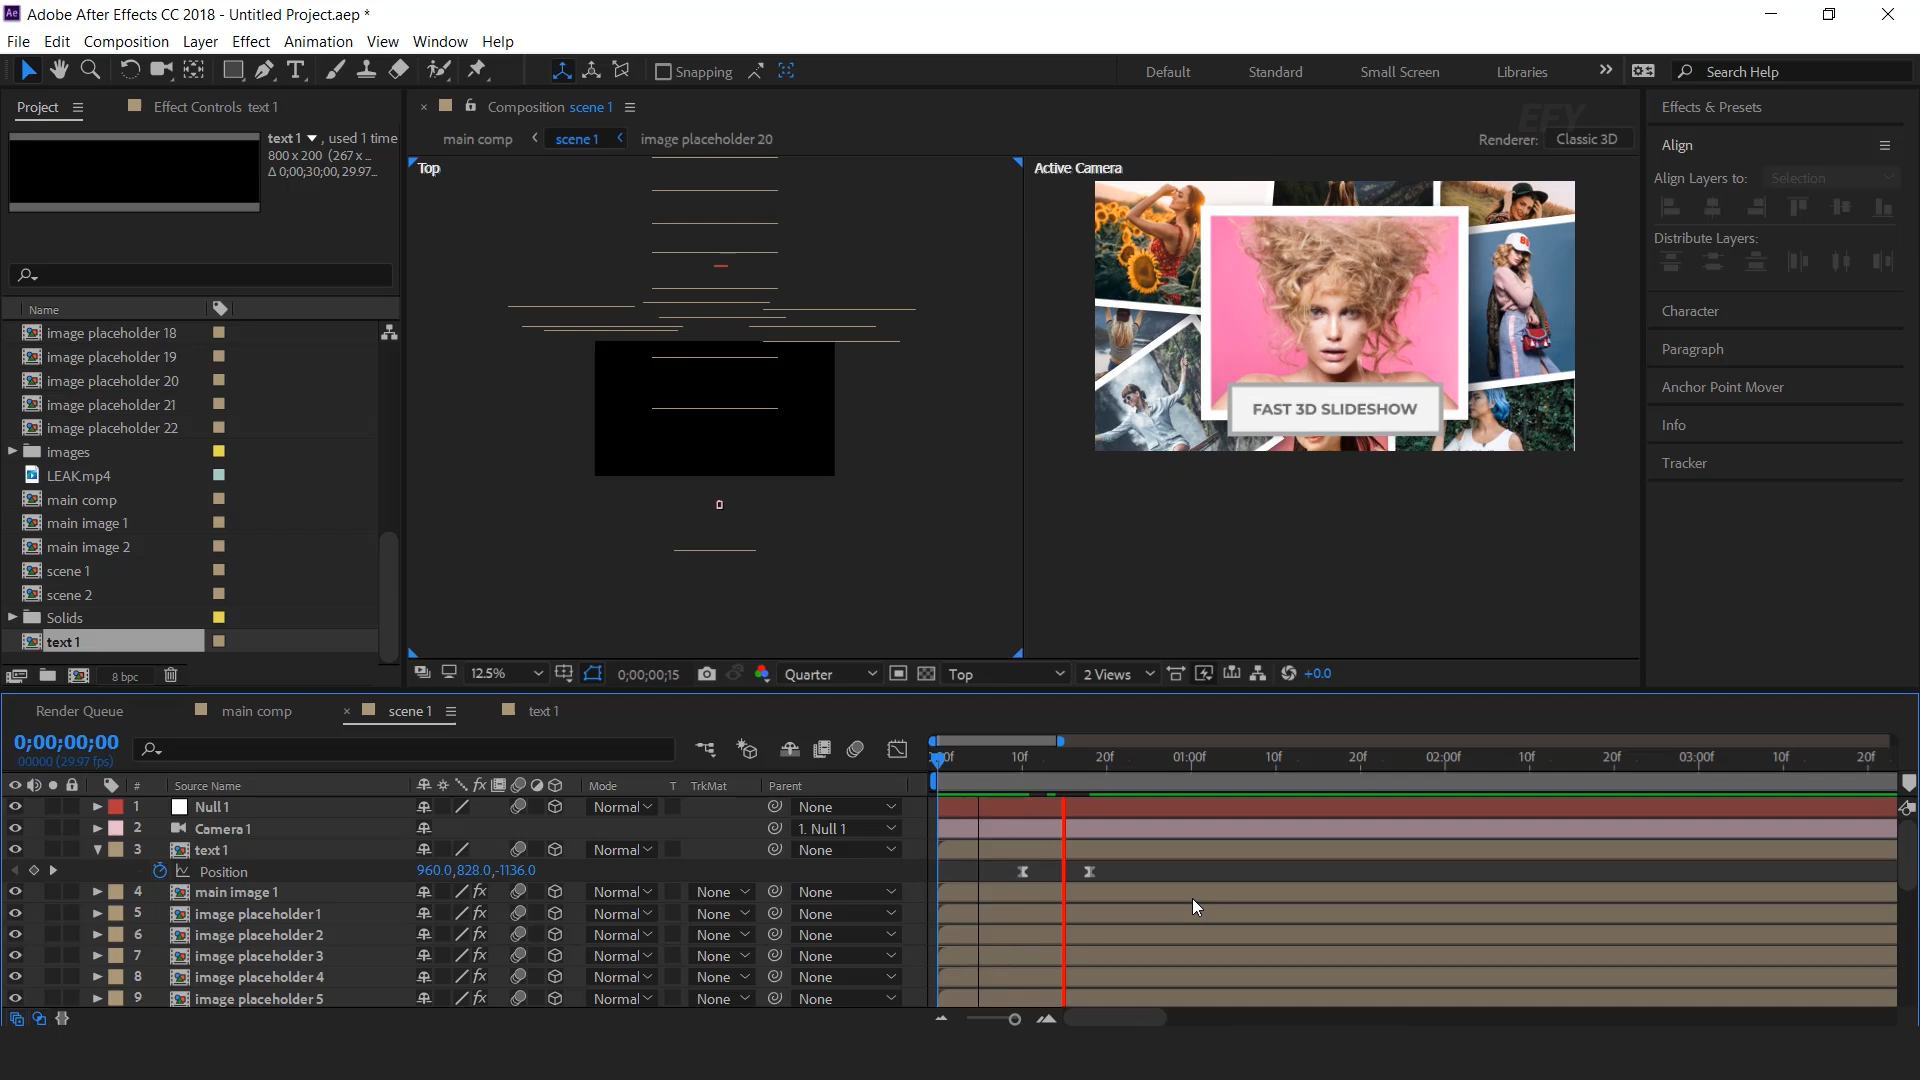 Adobe After Effects CC 2018 - Untitled Project.aep *
File Edit Composition Layer Effect Animation View Window Help
Snapping Default Standard Small Screen Libraries Search Help
Project Effect Controls text 1
text 1 , used 1 time
800 x 200 (267 x ...
Δ 0;00;30;00, 29.97...
Name
image placeholder 18
image placeholder 19
image placeholder 20
image placeholder 21
image placeholder 22
images
LEAK.mp4
main comp
main image 1
main image 2
scene 1
scene 2
Solids
text 1
8 bpc
Composition scene 1
main comp scene 1 image placeholder 20
EFY
Renderer: Classic 3D
Top
Active Camera
FAST 3D SLIDESHOW
12.5% 0;00;00;15 Quarter Top 2 Views +0.0
Effects & Presets
Align
Align Layers to: Selection
Distribute Layers:
Character
Paragraph
Anchor Point Mover
Info
Tracker
Render Queue main comp scene 1 text 1
0;00;00;00
00000 (29.97 fps)
:00f 10f 20f 01:00f 10f 20f 02:00f 10f 20f 03:00f 10f 20f
# Source Name fx Mode T TrkMat Parent
1 Null 1 Normal None
2 Camera 1 1. Null 1
3 text 1 Normal None
Position 960.0,828.0,-1136.0
4 main image 1 fx Normal None None
5 image placeholder 1 fx Normal None None
6 image placeholder 2 fx Normal None None
7 image placeholder 3 fx Normal None None
8 image placeholder 4 fx Normal None None
9 image placeholder 5 fx Normal None None